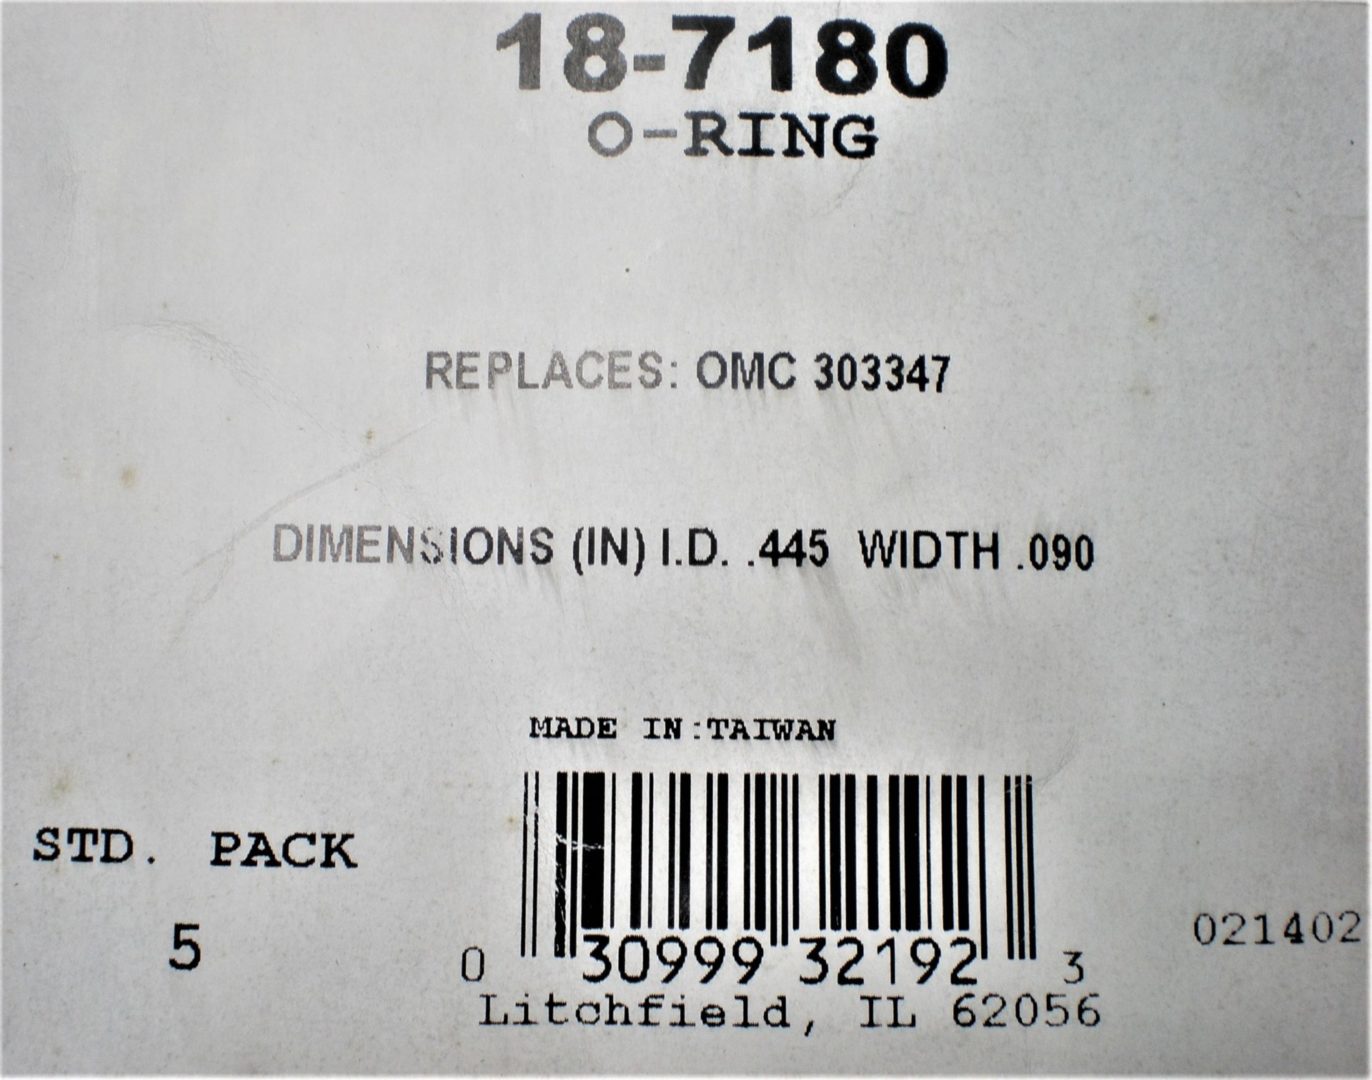 18-7180
O-RING
REPLACES: OMC 303347
DIMENSIONS (IN) I.D. .445 WIDTH .090
MADE IN:TAIWAN
STD. PACK
5
0 30999 32192 3
021402
Litchfield, IL 62056